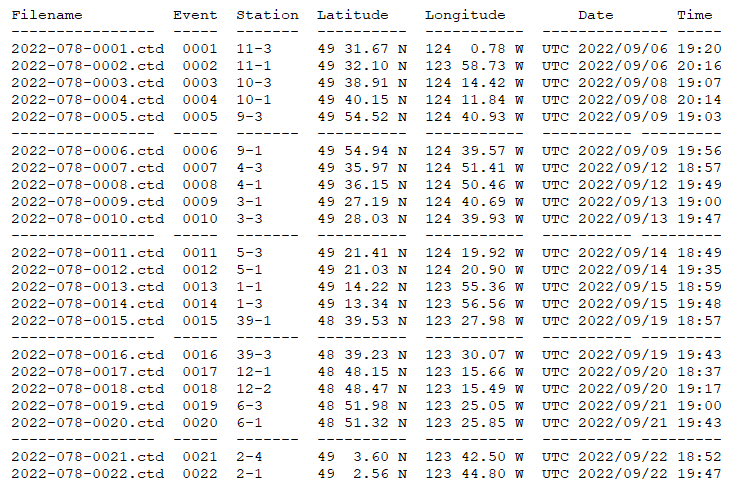 Filename          Event  Station  Latitude    Longitude        Date       Time
----------------  -----  -------  ----------  -----------  ---------- ---------
2022-078-0001.ctd  0001  11-3     49 31.67 N  124  0.78 W  UTC 2022/09/06 19:20
2022-078-0002.ctd  0002  11-1     49 32.10 N  123 58.73 W  UTC 2022/09/06 20:16
2022-078-0003.ctd  0003  10-3     49 38.91 N  124 14.42 W  UTC 2022/09/08 19:07
2022-078-0004.ctd  0004  10-1     49 40.15 N  124 11.84 W  UTC 2022/09/08 20:14
2022-078-0005.ctd  0005  9-3      49 54.52 N  124 40.93 W  UTC 2022/09/09 19:03
----------------  -----  -------  ----------  -----------  ---------- ---------
2022-078-0006.ctd  0006  9-1      49 54.94 N  124 39.57 W  UTC 2022/09/09 19:56
2022-078-0007.ctd  0007  4-3      49 35.97 N  124 51.41 W  UTC 2022/09/12 18:57
2022-078-0008.ctd  0008  4-1      49 36.15 N  124 50.46 W  UTC 2022/09/12 19:49
2022-078-0009.ctd  0009  3-1      49 27.19 N  124 40.69 W  UTC 2022/09/13 19:00
2022-078-0010.ctd  0010  3-3      49 28.03 N  124 39.93 W  UTC 2022/09/13 19:47
----------------  -----  -------  ----------  -----------  ---------- ---------
2022-078-0011.ctd  0011  5-3      49 21.41 N  124 19.92 W  UTC 2022/09/14 18:49
2022-078-0012.ctd  0012  5-1      49 21.03 N  124 20.90 W  UTC 2022/09/14 19:35
2022-078-0013.ctd  0013  1-1      49 14.22 N  123 55.36 W  UTC 2022/09/15 18:59
2022-078-0014.ctd  0014  1-3      49 13.34 N  123 56.56 W  UTC 2022/09/15 19:48
2022-078-0015.ctd  0015  39-1     48 39.53 N  123 27.98 W  UTC 2022/09/19 18:57
----------------  -----  -------  ----------  -----------  ---------- ---------
2022-078-0016.ctd  0016  39-3     48 39.23 N  123 30.07 W  UTC 2022/09/19 19:43
2022-078-0017.ctd  0017  12-1     48 48.15 N  123 15.66 W  UTC 2022/09/20 18:37
2022-078-0018.ctd  0018  12-2     48 48.47 N  123 15.49 W  UTC 2022/09/20 19:17
2022-078-0019.ctd  0019  6-3      48 51.98 N  123 25.05 W  UTC 2022/09/21 19:00
2022-078-0020.ctd  0020  6-1      48 51.32 N  123 25.85 W  UTC 2022/09/21 19:43
----------------  -----  -------  ----------  -----------  ---------- ---------
2022-078-0021.ctd  0021  2-4      49  3.60 N  123 42.50 W  UTC 2022/09/22 18:52
2022-078-0022.ctd  0022  2-1      49  2.56 N  123 44.80 W  UTC 2022/09/22 19:47